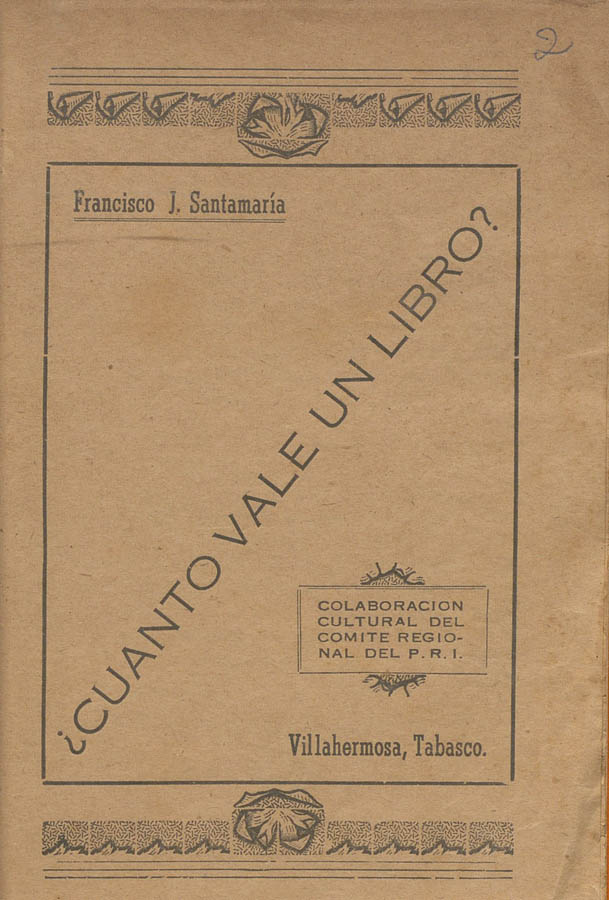 2
Francisco J. Santamaría
¿CUANTO VALE UN LIBRO?
COLABORACION
CULTURAL DEL
COMITE REGIO-
NAL DEL P. R. I.
Villahermosa, Tabasco.